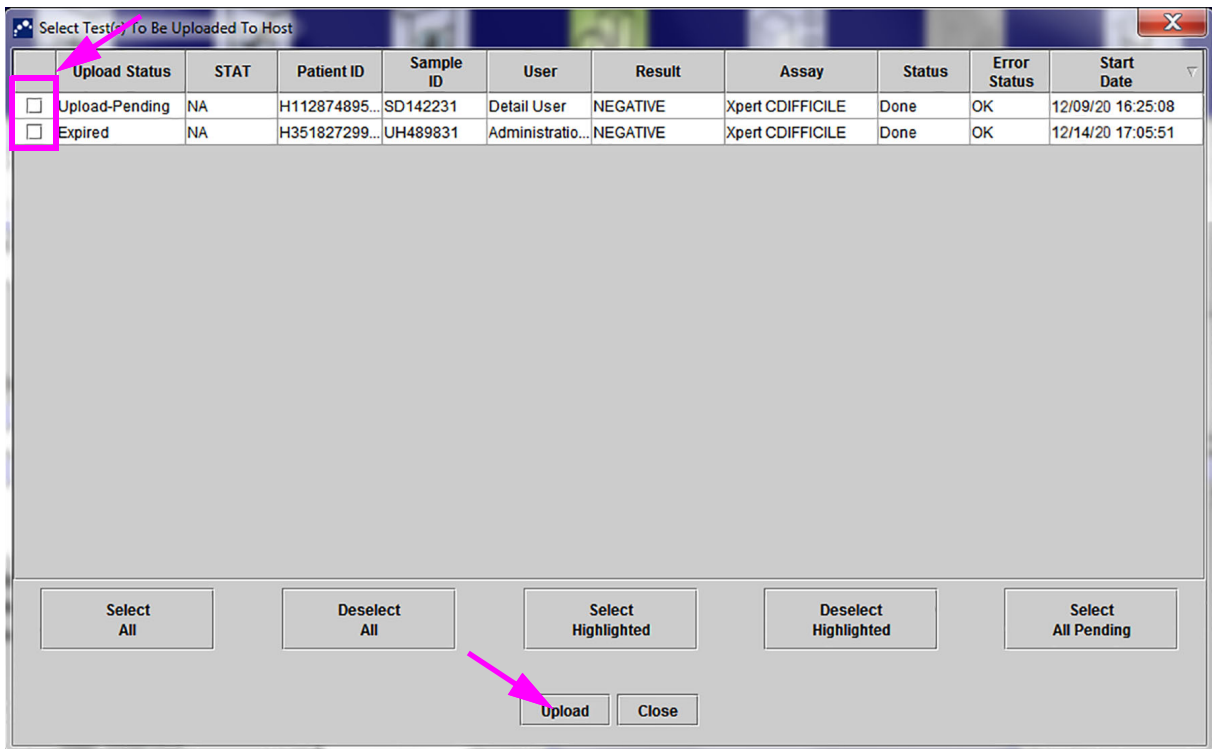 Select Test(s) To Be Uploaded To Host
Upload Status STAT Patient ID Sample ID User Result Assay Status Error Status Start Date
Upload-Pending NA H112874895... SD142231 Detail User NEGATIVE Xpert CDIFFICILE Done OK 12/09/20 16:25:08
Expired NA H351827299... UH489831 Administratio... NEGATIVE Xpert CDIFFICILE Done OK 12/14/20 17:05:51
Select All
Deselect All
Select Highlighted
Deselect Highlighted
Select All Pending
Upload Close